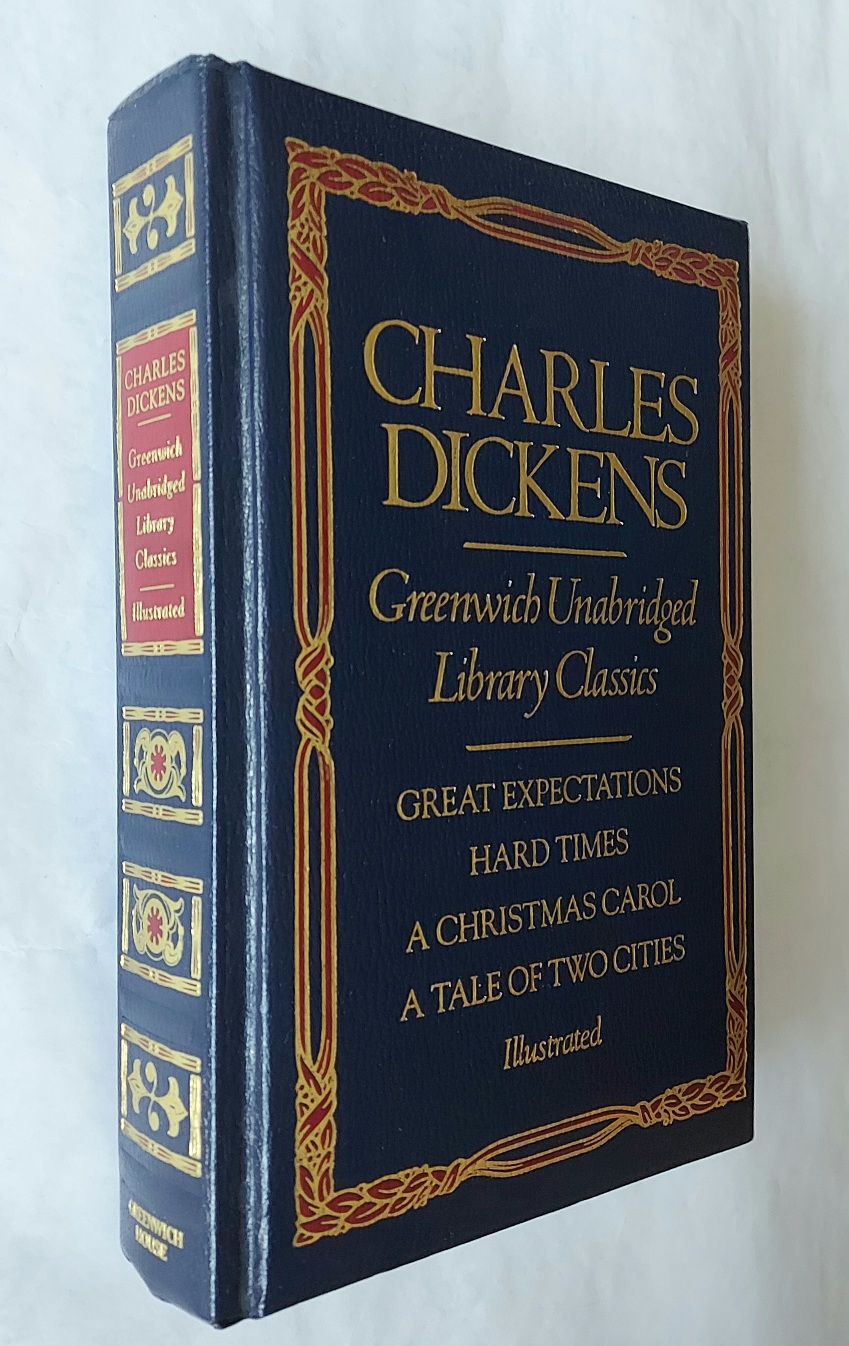 CHARLES
DICKENS
Greenwich
Unabridged
Library
Classics
Illustrated
GREENWICH
HOUSE
CHARLES
DICKENS
Greenwich Unabridged
Library Classics
GREAT EXPECTATIONS
HARD TIMES
A CHRISTMAS CAROL
A TALE OF TWO CITIES
Illustrated